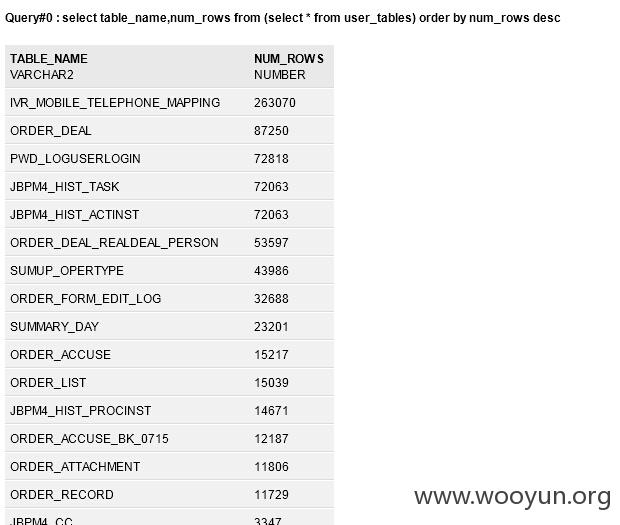 Query#0 : select table_name,num_rows from (select * from user_tables) order by num_rows desc
TABLE_NAME NUM_ROWS
VARCHAR2 NUMBER
IVR_MOBILE_TELEPHONE_MAPPING 263070
ORDER_DEAL 87250
PWD_LOGUSERLOGIN 72818
JBPM4_HIST_TASK 72063
JBPM4_HIST_ACTINST 72063
ORDER_DEAL_REALDEAL_PERSON 53597
SUMUP_OPERTYPE 43986
ORDER_FORM_EDIT_LOG 32688
SUMMARY_DAY 23201
ORDER_ACCUSE 15217
ORDER_LIST 15039
JBPM4_HIST_PROCINST 14671
ORDER_ACCUSE_BK_0715 12187
ORDER_ATTACHMENT 11806
ORDER_RECORD 11729
www.wooyun.org
JBPM4_CC 3347